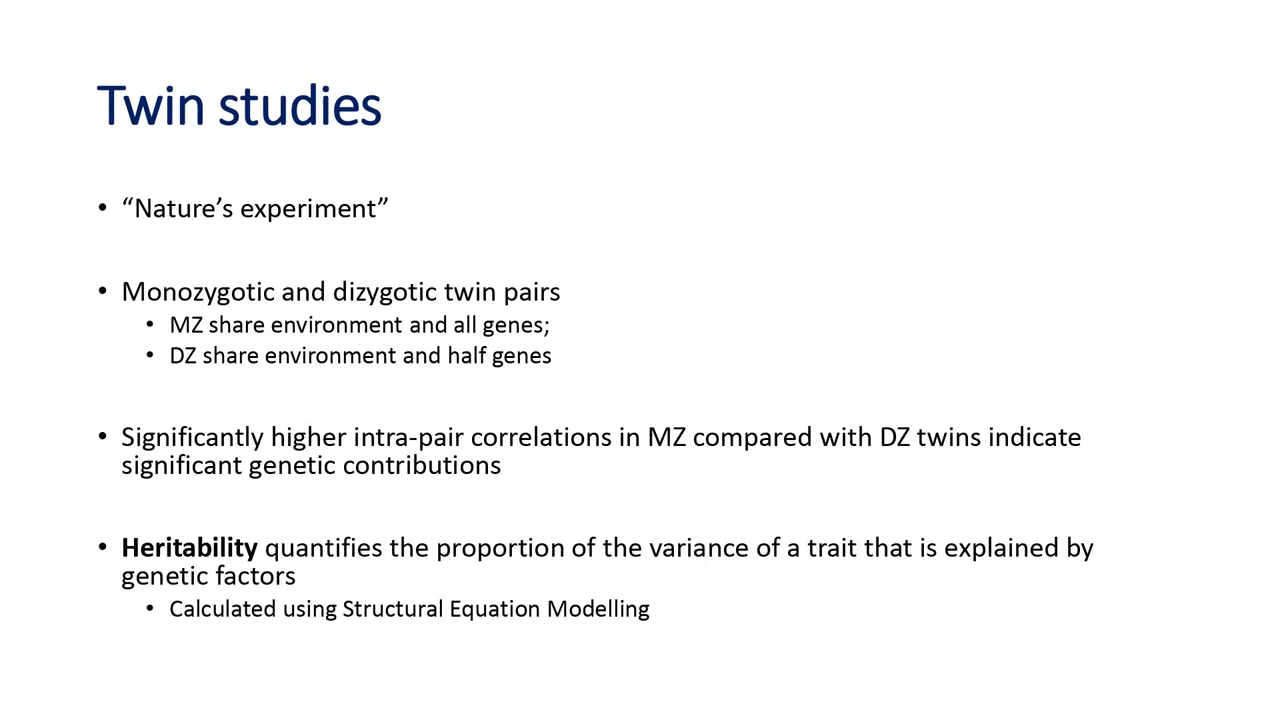 Twin studies
• “Nature’s experiment”
• Monozygotic and dizygotic twin pairs
• MZ share environment and all genes;
• DZ share environment and half genes
• Significantly higher intra-pair correlations in MZ compared with DZ twins indicate
significant genetic contributions
• Heritability quantifies the proportion of the variance of a trait that is explained by
genetic factors
• Calculated using Structural Equation Modelling